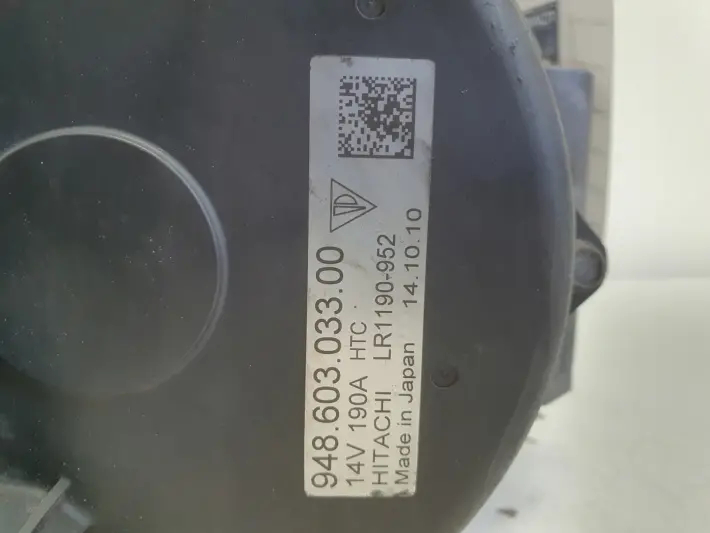 948.603.033.00
14V 190A HTC
HITACHI LR1190-952
Made in Japan 14.10.10